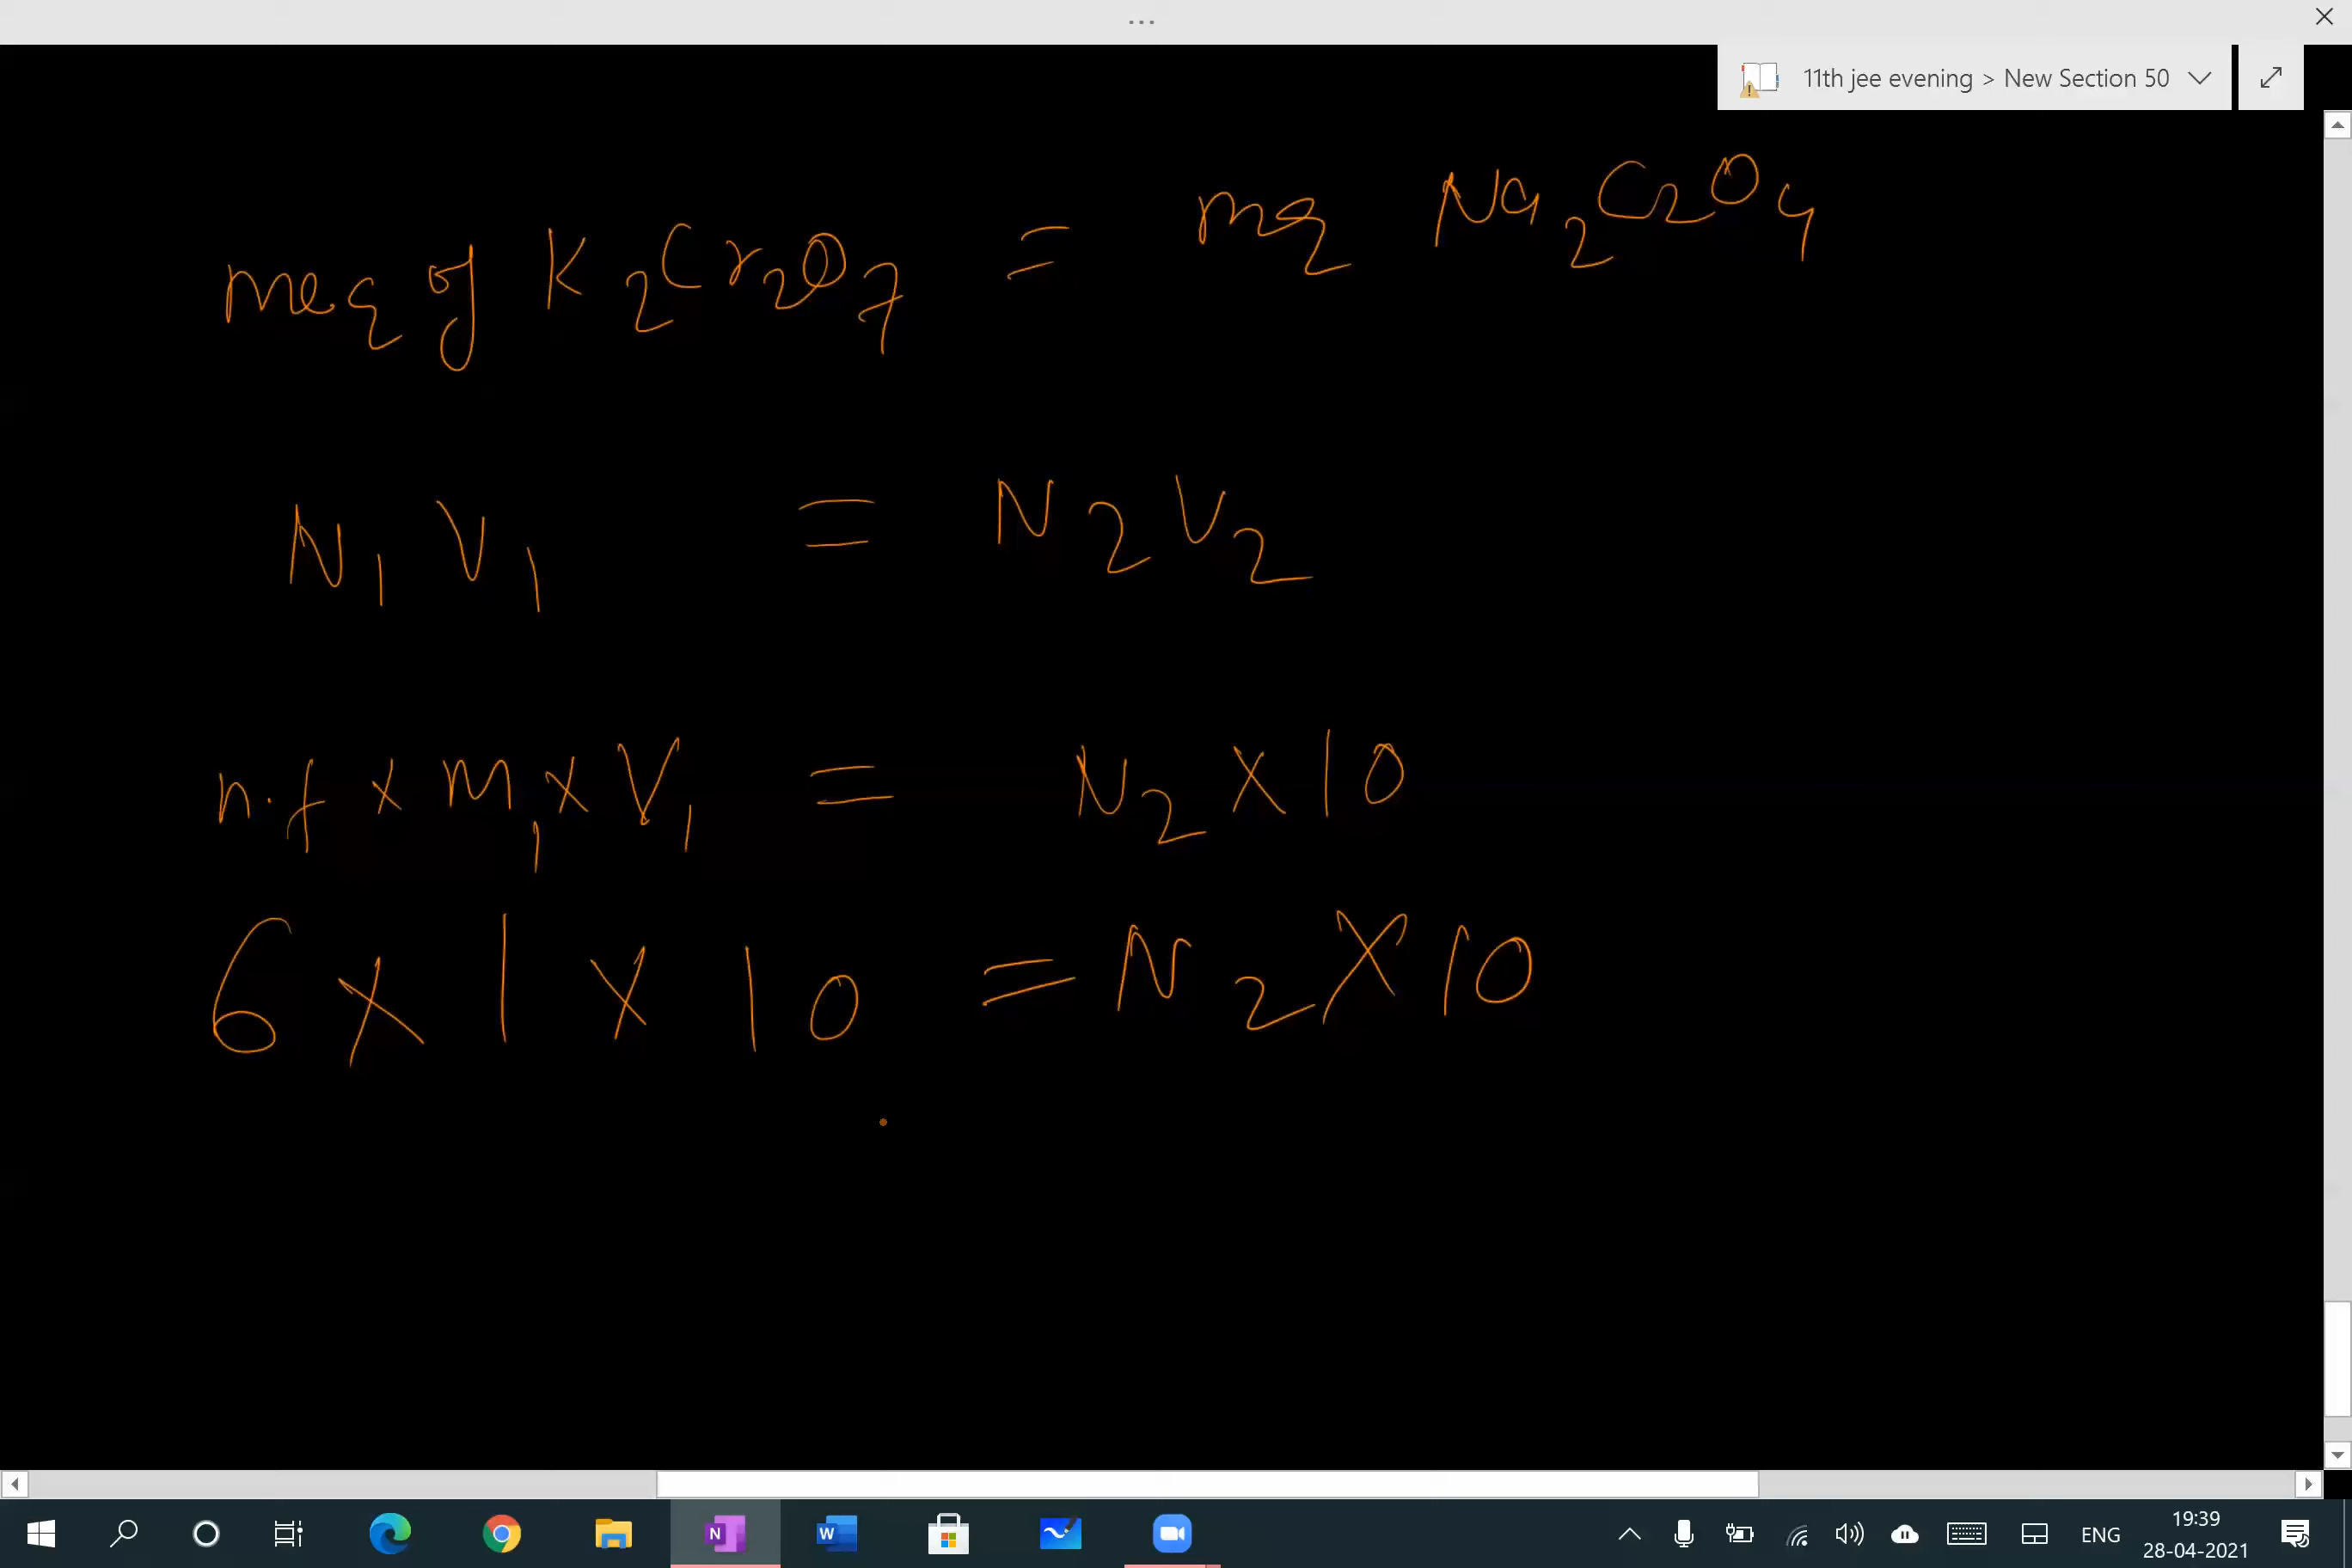 ...
11th jee evening > New Section 50
meq of K2Cr2O7 = meq Na2C2O4
N1V1 = N2V2
n.f × m1 × V1 = N2 × 10
6 × 1 × 10 = N2 × 10
ENG
19:39
28-04-2021